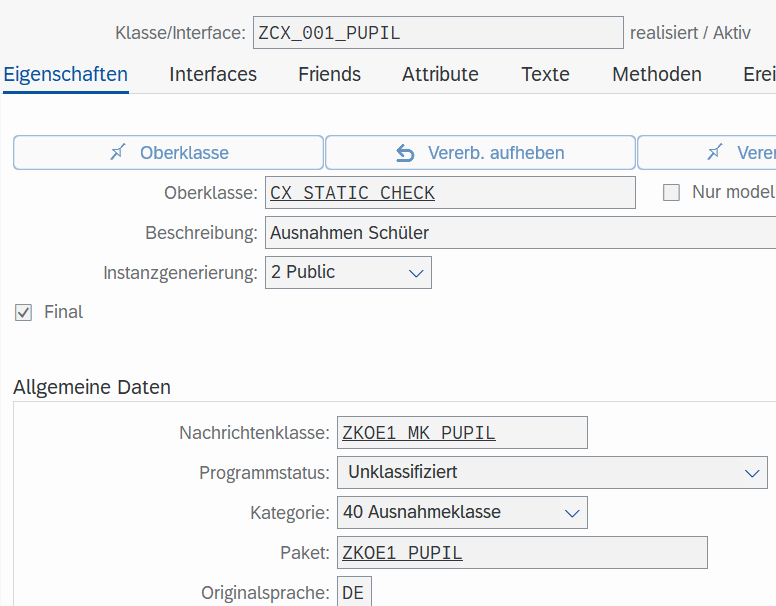 Klasse/Interface: ZCX_001_PUPIL realisiert / Aktiv
Eigenschaften Interfaces Friends Attribute Texte Methoden Erei
Oberklasse Vererb. aufheben Verer
Oberklasse: CX_STATIC_CHECK Nur model
Beschreibung: Ausnahmen Schüler
Instanzgenerierung: 2 Public
Final
Allgemeine Daten
Nachrichtenklasse: ZKOE1_MK_PUPIL
Programmstatus: Unklassifiziert
Kategorie: 40 Ausnahmeklasse
Paket: ZKOE1_PUPIL
Originalsprache: DE